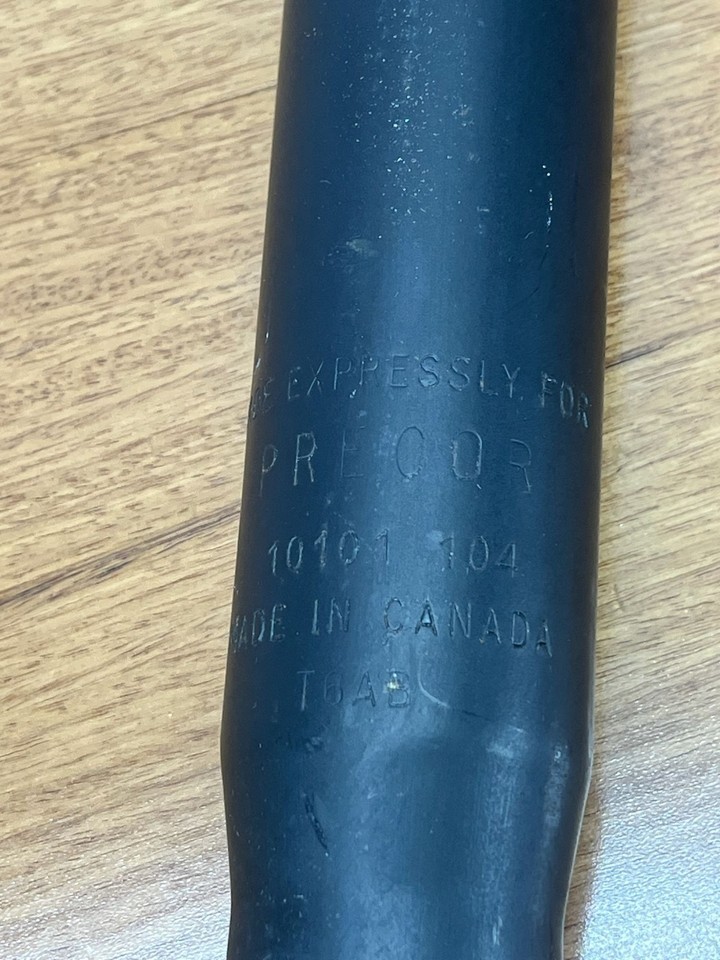 EXPRESSLY FOR
PRECOR
10101 104
MADE IN CANADA
T6AB